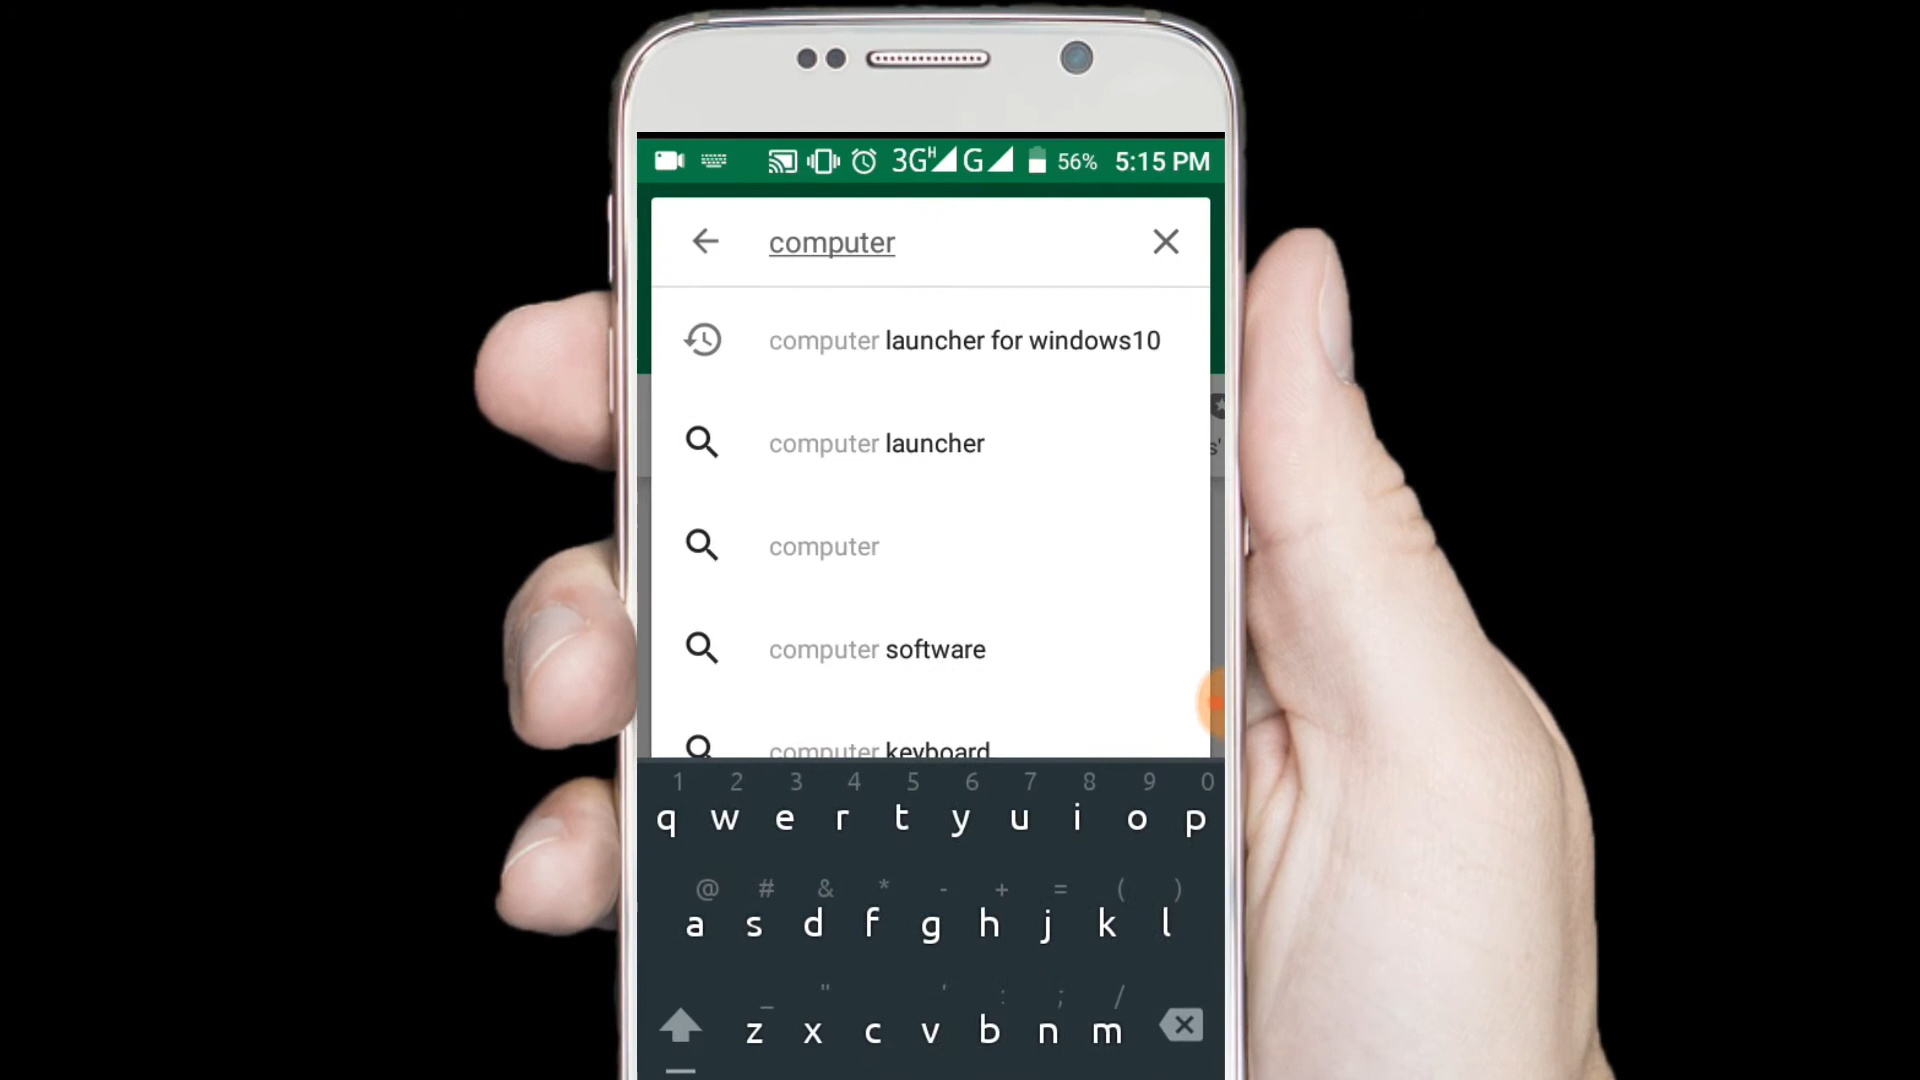 3G H G 56% 5:15 PM
computer
computer launcher for windows10
computer launcher
computer
computer software
s'
computer keyboard
1 2 3 4 5 6 7 8 9 0
q w e r t y u i o p
@ # & * - + = ( )
a s d f g h j k l
_ " ' : ; /
z x c v b n m